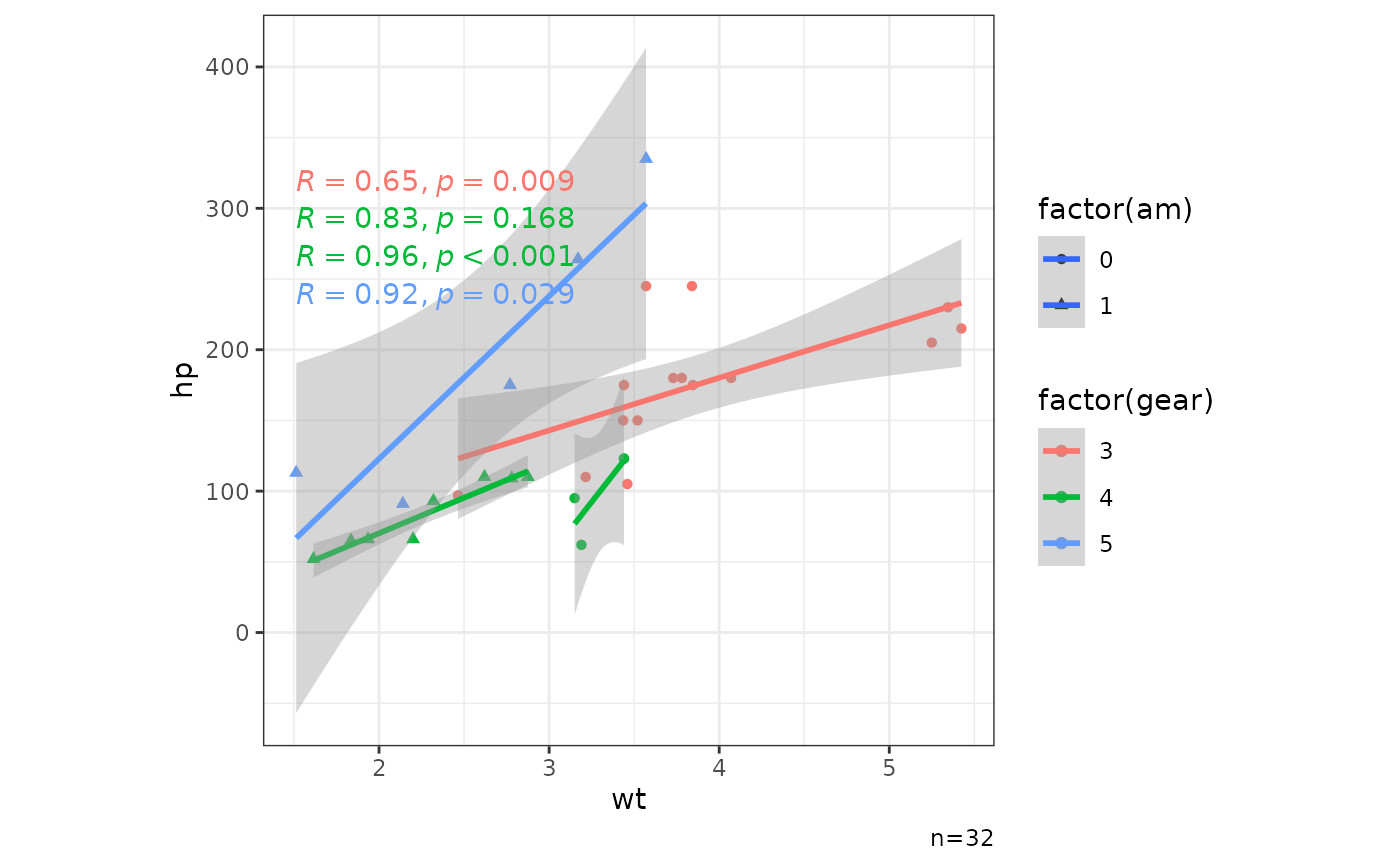 400
300
200
100
0
hp
R = 0.65, p = 0.009
R = 0.83, p = 0.168
R = 0.96, p < 0.001
R = 0.92, p = 0.029
2 3 4 5
wt
n=32
factor(am)
0
1
factor(gear)
3
4
5